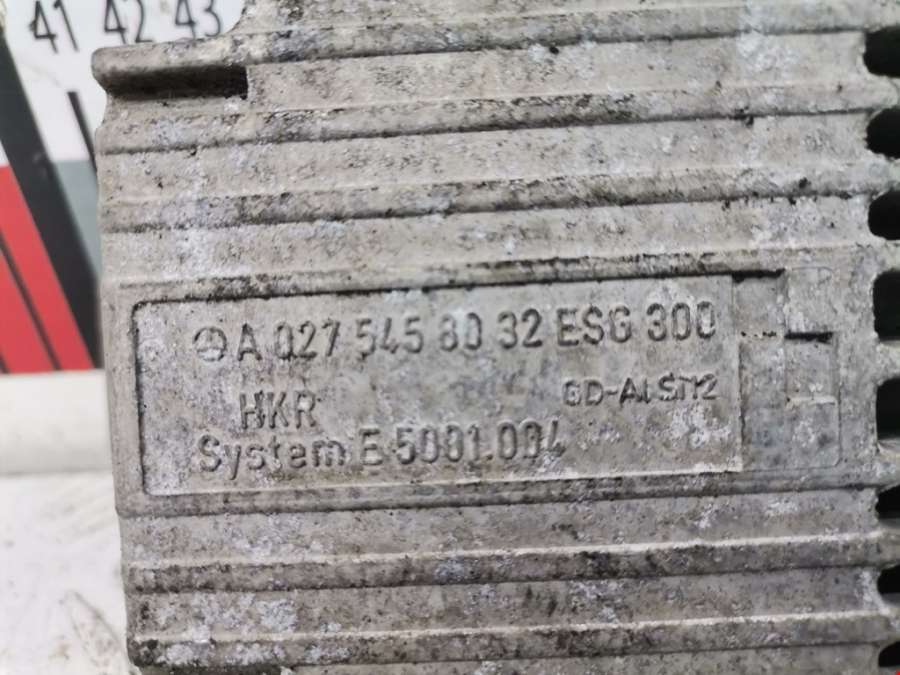 41 42 43
A 027 545 80 32 ESG 300
HKR GD-AlSi12
System E 5001.004